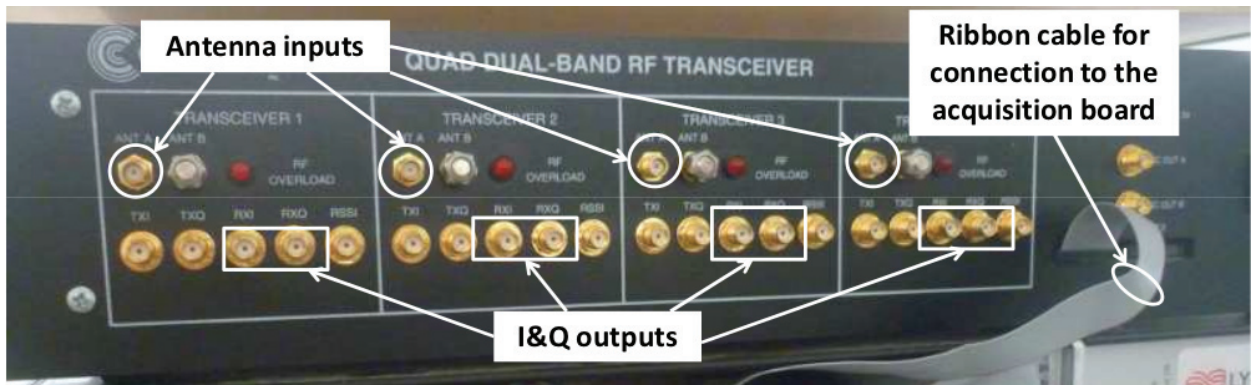 Antenna inputs
QUAD DUAL-BAND RF TRANSCEIVER
Ribbon cable for
connection to the
acquisition board
TRANSCEIVER 1
ANT A ANT B
RF
OVERLOAD
TXI TXQ RXI RXQ RSSI
TRANSCEIVER 2
ANT A ANT B
RF
OVERLOAD
TXI TXQ RXI RXQ RSSI
TRANSCEIVER 3
ANT A ANT B
RF
OVERLOAD
TXI TXQ RXI RXQ RSSI
ANT A
RF
OVERLOAD
TXI TXQ RXI RXQ RSSI
OUT A
OUT B
I&Q outputs
LY